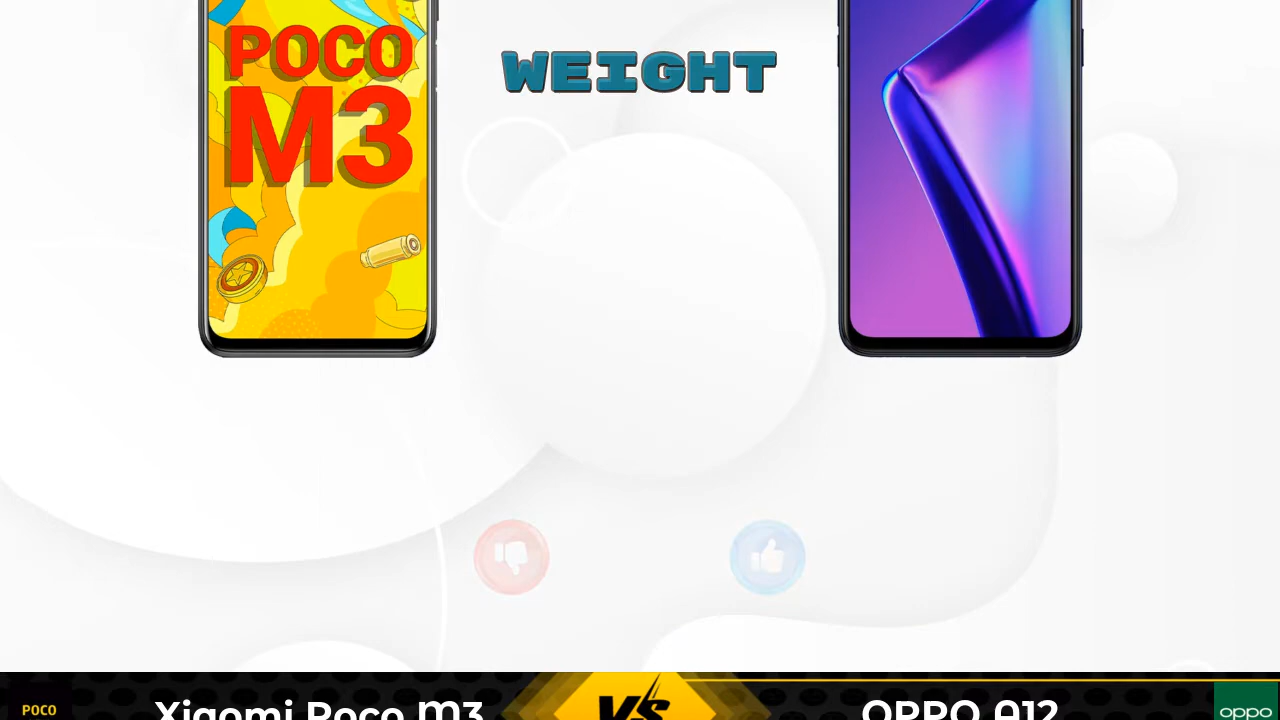 POCO
M3
WEIGHT
POCO
Xiaomi Poco M3
VS
OPPO A12
oppo